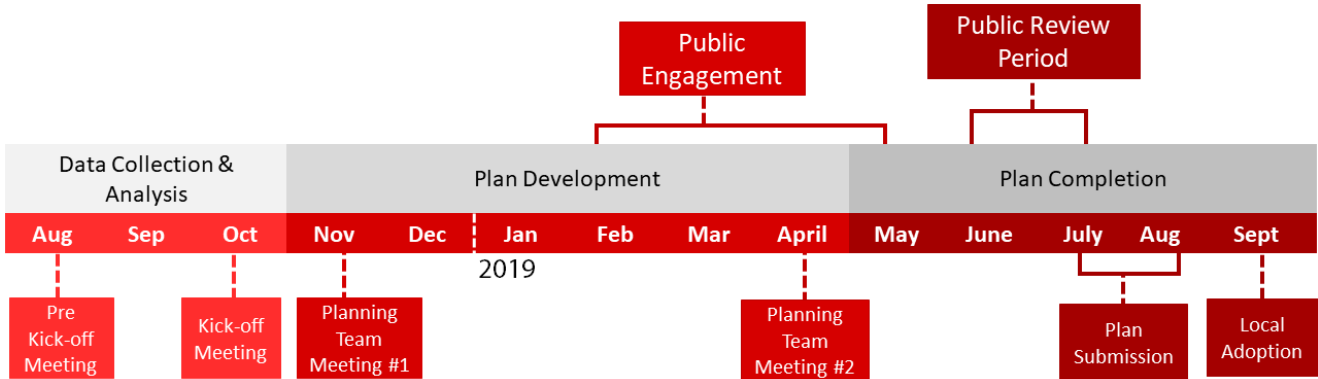 Public
Engagement
Public Review
Period
Data Collection &
Analysis
Plan Development
Plan Completion
Aug Sep Oct Nov Dec Jan Feb Mar April May June July Aug Sept
2019
Pre
Kick-off
Meeting
Kick-off
Meeting
Planning
Team
Meeting #1
Planning
Team
Meeting #2
Plan
Submission
Local
Adoption